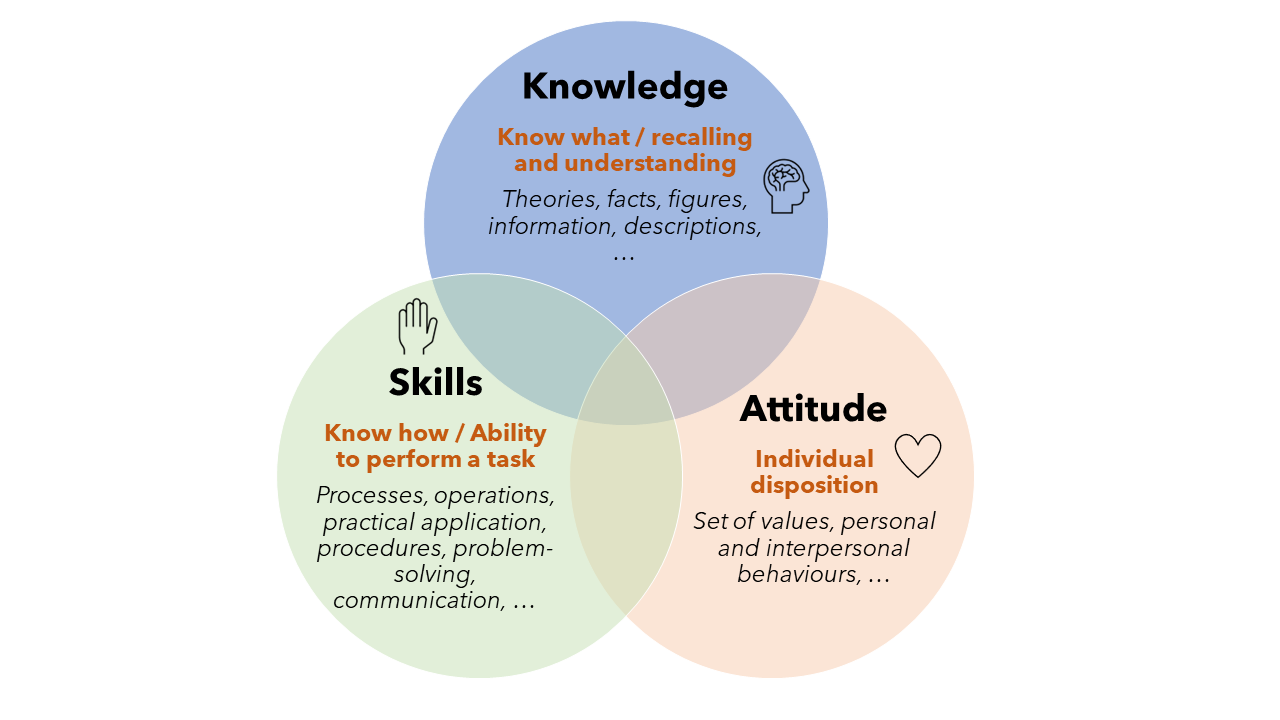 Knowledge
Know what / recalling
and understanding
Theories, facts, figures,
information, descriptions,
…
Skills
Know how / Ability
to perform a task
Processes, operations,
practical application,
procedures, problem-
solving,
communication, …
Attitude
Individual
disposition
Set of values, personal
and interpersonal
behaviours, …